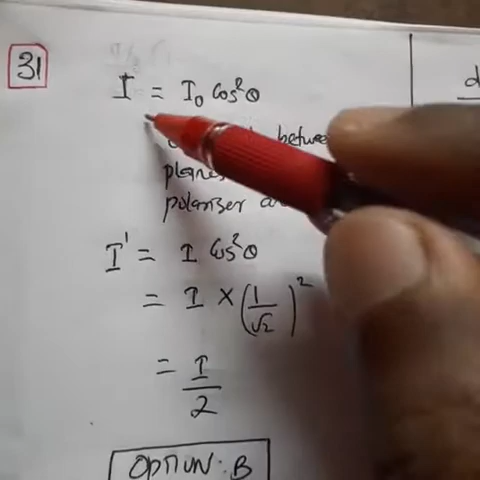 31
I = I₀ Cos²θ
betwe
planes
polariser
I' = I Cos²θ
= I × (1/√2)²
= I/2
OPTION: B
d